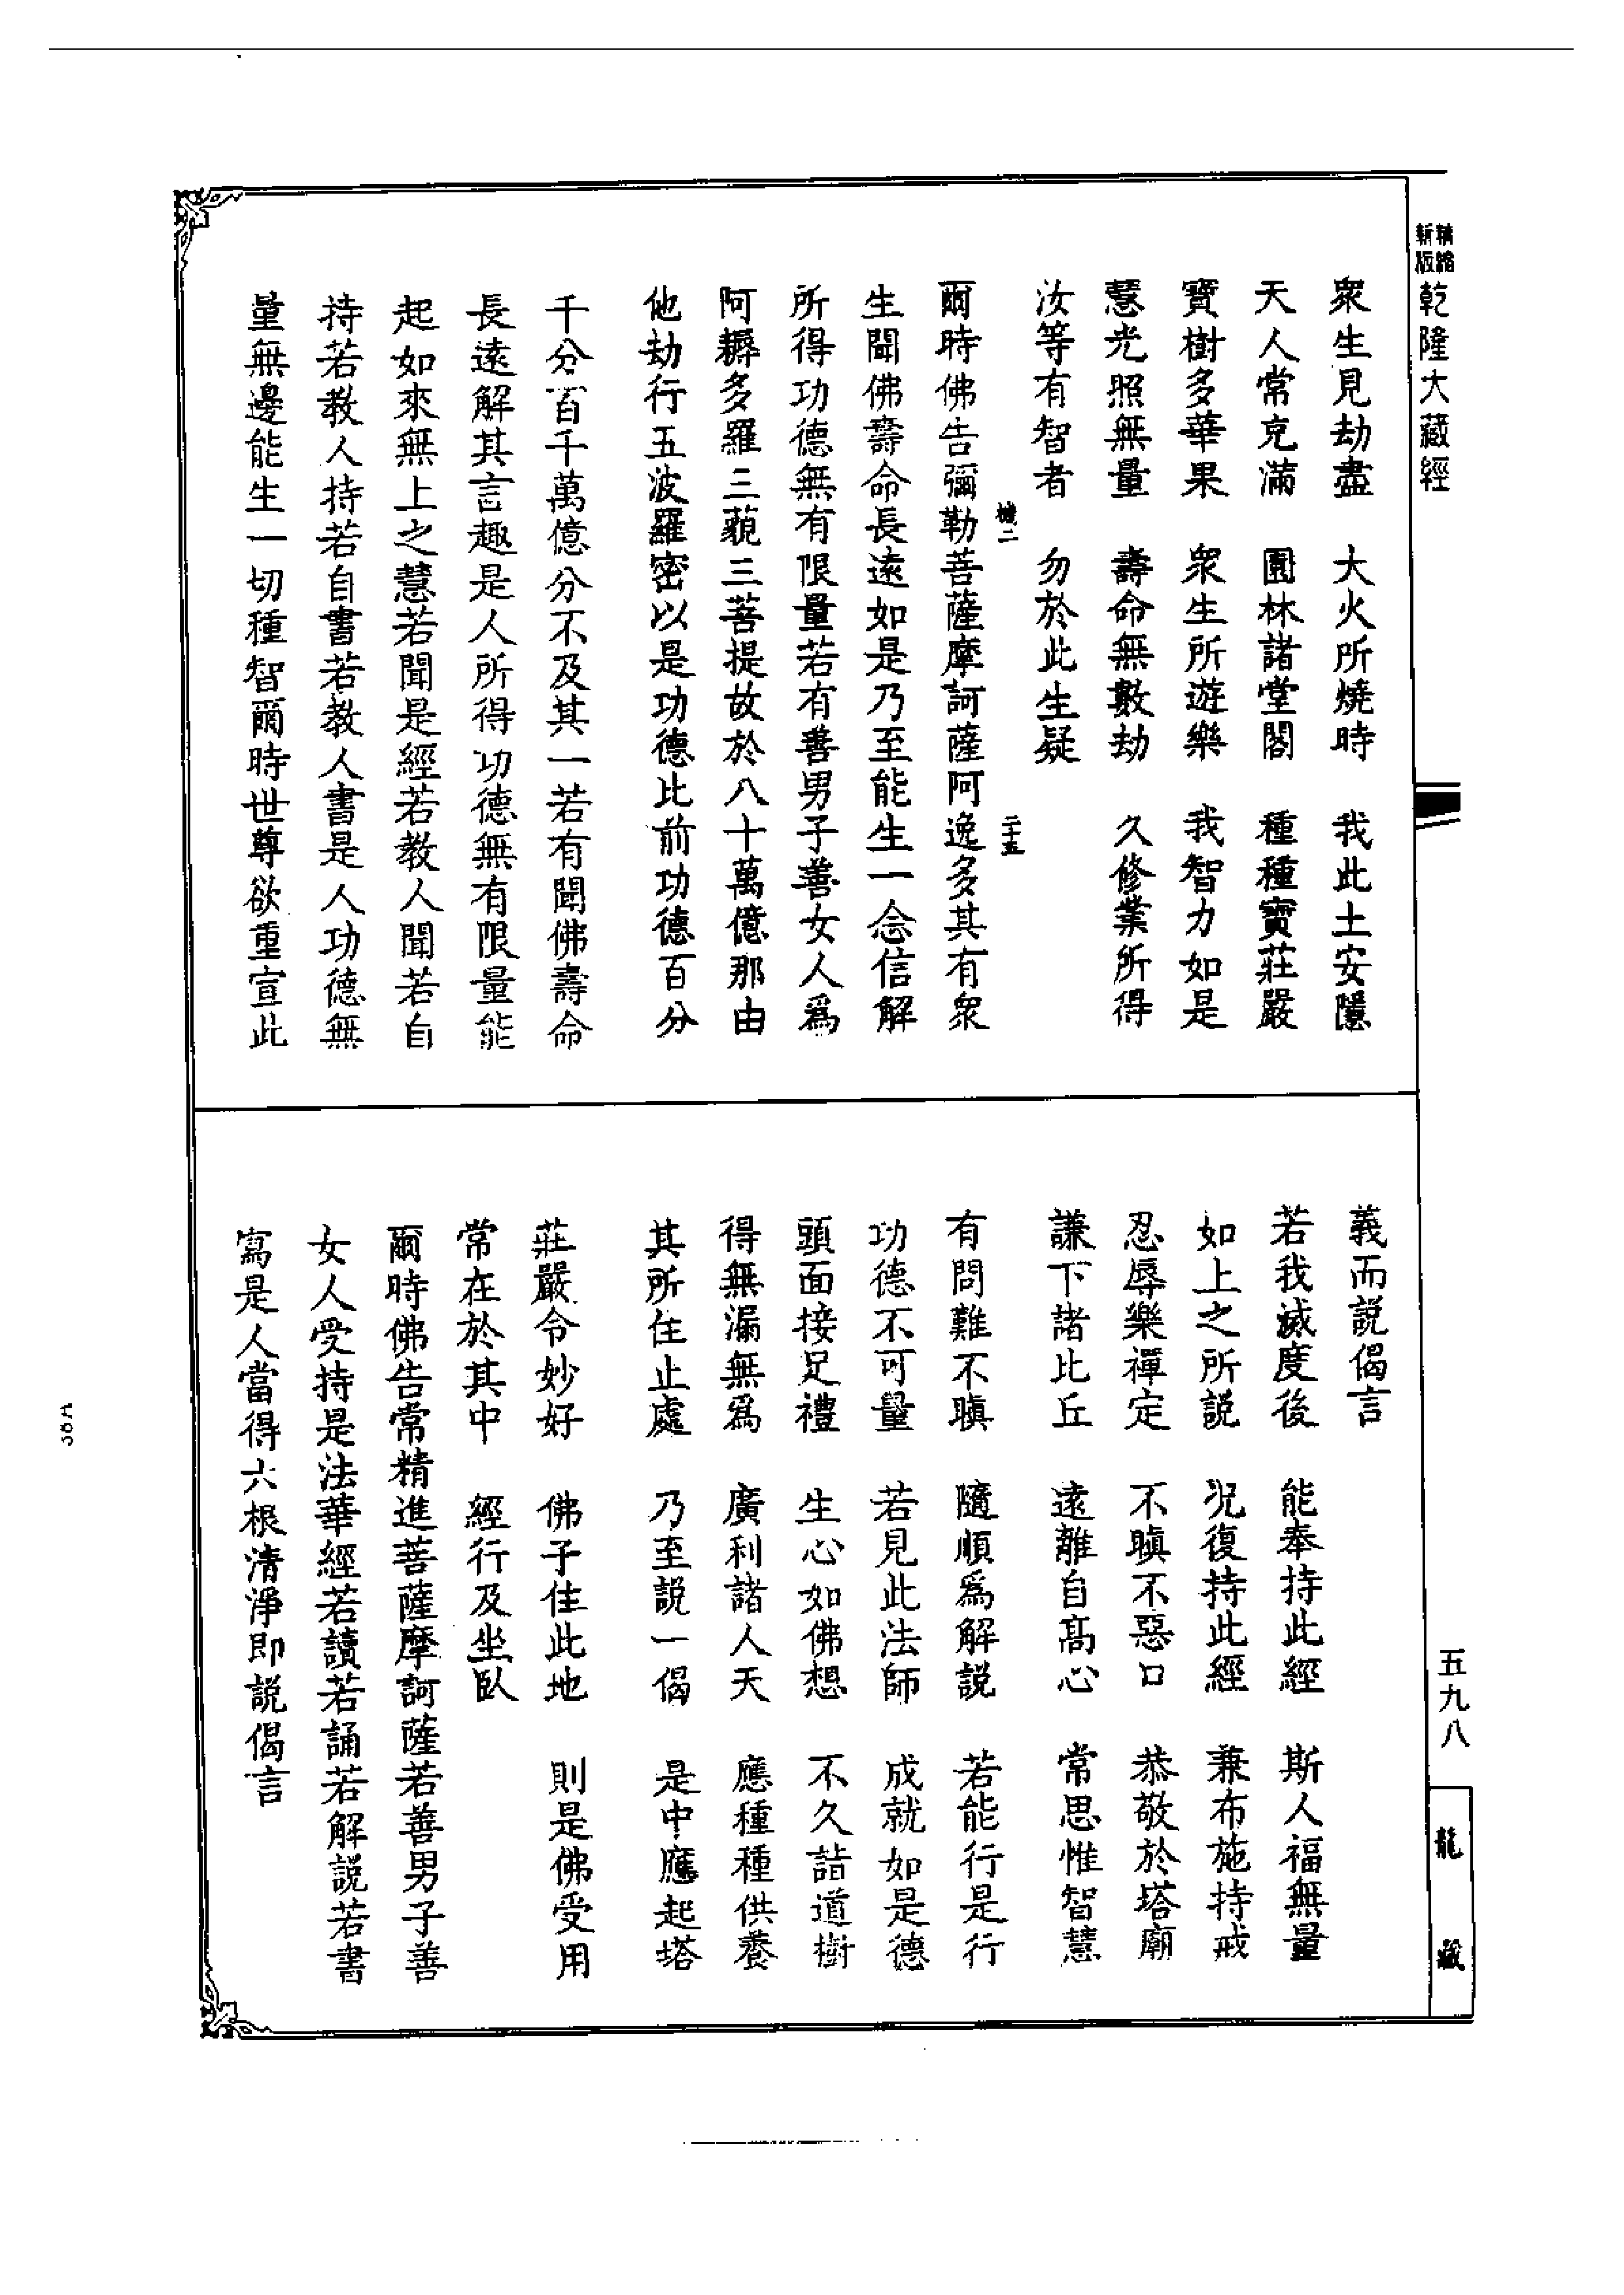 精縮
新版
乾隆大藏經
衆生見劫盡　大火所燒時　我此土安隱
天人常充滿　園林諸堂閣　種種寶莊嚴
寶樹多華果　衆生所遊樂　我智力如是
慧光照無量　壽命無數劫　久修業所得
汝等有智者　勿於此生疑
機二　二十五
爾時佛告彌勒菩薩摩訶薩阿逸多其有衆
生聞佛壽命長遠如是乃至能生一念信解
所得功德無有限量若有善男子善女人爲
阿耨多羅三藐三菩提故於八十萬億那由
他劫行五波羅密以是功德比前功德百分
千分百千萬億分不及其一若有聞佛壽命
長遠解其言趣是人所得功德無有限量能
起如來無上之慧若聞是經若教人聞若自
持若教人持若自書若教人書是人功德無
量無邊能生一切種智爾時世尊欲重宣此
義而説偈言
若我滅度後　能奉持此經　斯人福無量
如上之所説　况復持此經　兼布施持戒
忍辱樂禪定　不瞋不惡口　恭敬於塔廟
謙下諸比丘　遠離自髙心　常思惟智慧
有問難不瞋　隨順爲解説　若能行是行
功德不可量　若見此法師　成就如是德
頭面接足禮　生心如佛想　不久詣道樹
得無漏無爲　廣利諸人天　應種種供養
其所住止處　乃至説一偈　是中應起塔
莊嚴令妙好　佛子住此地　則是佛受用
常在於其中　經行及坐臥
爾時佛告常精進菩薩摩訶薩若善男子善
女人受持是法華經若讀若誦若解説若書
寫是人當得六根清淨即説偈言
五九八
龍藏